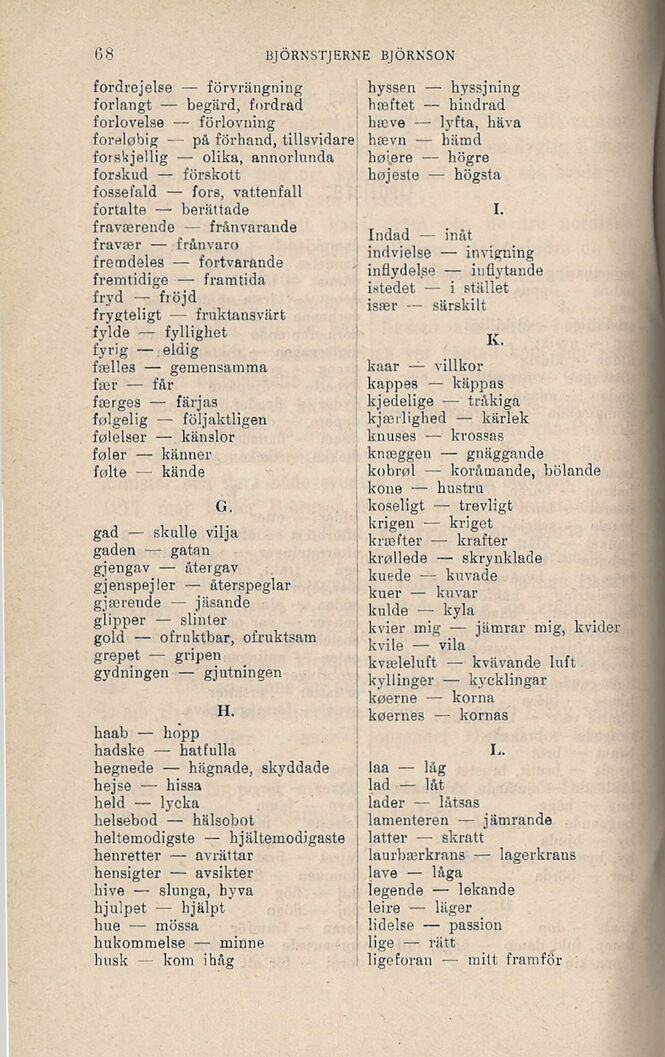 68
BJÖRNSTJERNE BJÖRNSON
fordrejelse — förvrängning
forlangt — begärd, fordrad
forlovelse — förlovning
foreløbig — på förhand, tillsvidare
forskjellig — olika, annorlunda
forskud — förskott
fossefald — fors, vattenfall
fortalte — berättade
fraværende — frånvarande
fravær — frånvaro
fremdeles — fortvarande
fremtidige — framtida
fryd — fröjd
frygteligt — fruktansvärt
fylde — fyllighet
fyrig — eldig
fælles — gemensamma
fær — får
færges — färjas
følgelig — följaktligen
følelser — känslor
føler — känner
følte — kände
G.
gad — skulle vilja
gaden — gatan
gjengav — återgav
gjenspejler — återspeglar
gjærende — jäsande
glipper — slinter
gold — ofruktbar, ofruktsam
grepet — gripen
gydningen — gjutningen
H.
haab — hopp
hadske — hatfulla
hegnede — hägnade, skyddade
hejse — hissa
held — lycka
helsebod — hälsobot
heltemodigste — hjältemodigaste
henretter — avrättar
hensigter — avsikter
hive — slunga, hyva
hjulpet — hjälpt
hue — mössa
hukommelse — minne
husk — kom ihåg
hyssen — hyssjning
hæftet — hindrad
hæve — lyfta, häva
hævn — hämd
højere — högre
højeste — högsta
I.
Indad — inåt
indvielse — invigning
inflydelse — inflytande
istedet — i stället
især — särskilt
K.
kaar — villkor
kappes — käppas
kjedelige — tråkiga
kjærlighed — kärlek
knuses — krossas
knæggen — gnäggande
kobrøl — koråmande, bölande
kone — hustru
koseligt — trevligt
krigen — kriget
kræfter — krafter
krøllede — skrynklade
kuede — kuvade
kuer — kuvar
kulde — kyla
kvier mig — jämrar mig, kvider
kvile — vila
kvæleluft — kvävande luft
kyllinger — kycklingar
køerne — korna
køernes — kornas
L.
laa — låg
lad — låt
lader — låtsas
lamenteren — jämrande
latter — skratt
laurbærkrans — lagerkrans
lave — låga
legende — lekande
leire — läger
lidelse — passion
lige — rätt
ligeforan — mitt framför